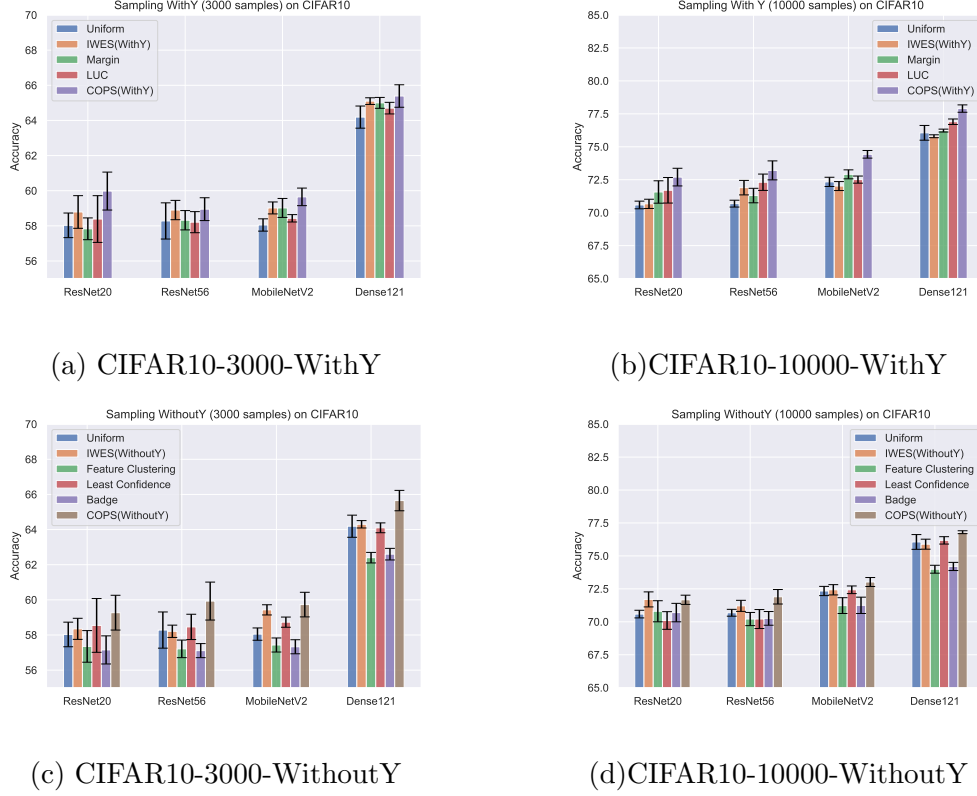 Sampling WithY (3000 samples) on CIFAR10
70
68
66
64
62
60
58
56
Accuracy
Uniform
IWES(WithY)
Margin
LUC
COPS(WithY)
ResNet20 ResNet56 MobileNetV2 Dense121
(a) CIFAR10-3000-WithY
Sampling With Y (10000 samples) on CIFAR10
85.0
82.5
80.0
77.5
75.0
72.5
70.0
67.5
65.0
Accuracy
Uniform
IWES(WithY)
Margin
LUC
COPS(WithY)
ResNet20 ResNet56 MobileNetV2 Dense121
(b)CIFAR10-10000-WithY
Sampling WithoutY (3000 samples) on CIFAR10
70
68
66
64
62
60
58
56
Accuracy
Uniform
IWES(WithoutY)
Feature Clustering
Least Confidence
Badge
COPS(WithoutY)
ResNet20 ResNet56 MobileNetV2 Dense121
(c) CIFAR10-3000-WithoutY
Sampling WithoutY (10000 samples) on CIFAR10
85.0
82.5
80.0
77.5
75.0
72.5
70.0
67.5
65.0
Accuracy
Uniform
IWES(WithoutY)
Feature Clustering
Least Confidence
Badge
COPS(WithoutY)
ResNet20 ResNet56 MobileNetV2 Dense121
(d)CIFAR10-10000-WithoutY